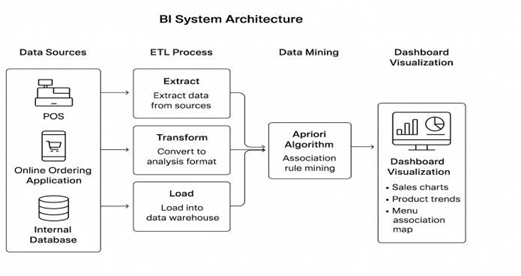 BI System Architecture
Data Sources
POS
Online Ordering
Application
Internal
Database
ETL Process
Extract
Extract data
from sources
Transform
Convert to
analysis format
Load
Load into
data warehouse
Data Mining
Apriori
Algorithm
Association
rule mining
Dashboard
Visualization
Dashboard
Visualization
• Sales charts
• Product trends
• Menu
association
map